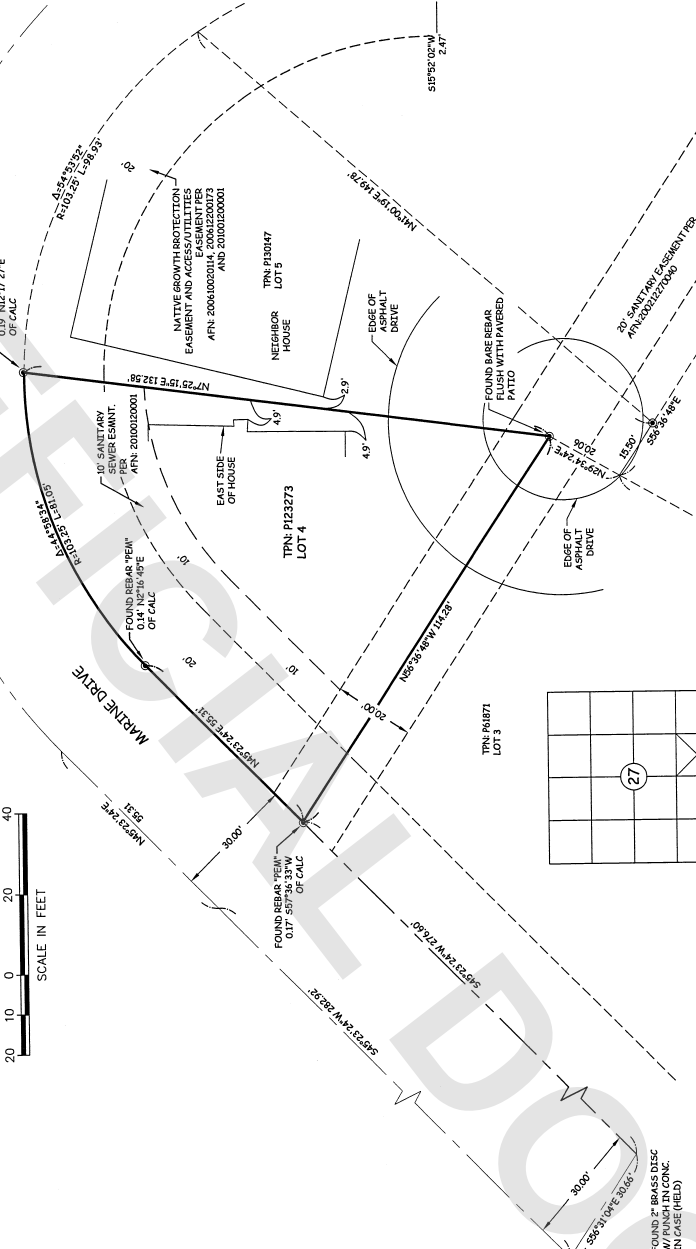 0.19' N12°17'27"E
OF CALC
Δ=54°53'52"
R=103.25' L=98.93'
20'
S15°52'02"W
2.47'
NATIVE GROWTH RROTECTION
EASEMENT AND ACCESS/UTILITIES
EASEMENT PER
AFN: 200610020114, 200612200173
AND 201001200001
TPN: P130147
LOT 5
NEIGHBOR
HOUSE
N41°00'19"E 149.78'
EDGE OF
ASPHALT
DRIVE
20' SANITARY EASEMENT PER
AFN:200212270040
N7°25'15"E 132.58'
2.9'
4.9'
4.9'
10' SANITARY
SEWER ESMNT.
PER
AFN: 20100120001
EAST SIDE
OF HOUSE
FOUND BARE REBAR
FLUSH WITH PAVERED
PATIO
S56°36'48"E
15.50'
20.06
N29°34'24"E
EDGE OF
ASPHALT
DRIVE
TPN: P123273
LOT 4
Δ=44°58'34"
R=103.25' L=81.05'
FOUND REBAR "PEM"
0.14' N2°16'45"E
OF CALC
10'
20'
10'
MARINE DRIVE
N45°23'24"E 55.31'
N56°36'48"W 114.28'
20.00'
TPN: P61871
LOT 3
27
N45°23'24"E
55.31
30.00'
FOUND REBAR "PEM"
0.17' S57°36'33"W
OF CALC
40
20
0
10
20
SCALE IN FEET
S45°23'24"W 276.60'
S45°23'24"W 282.92'
30.00'
S56°31'04"E 30.66'
FOUND 2" BRASS DISC
W/ PUNCH IN CONC.
IN CASE (HELD)
FICIAL DOC